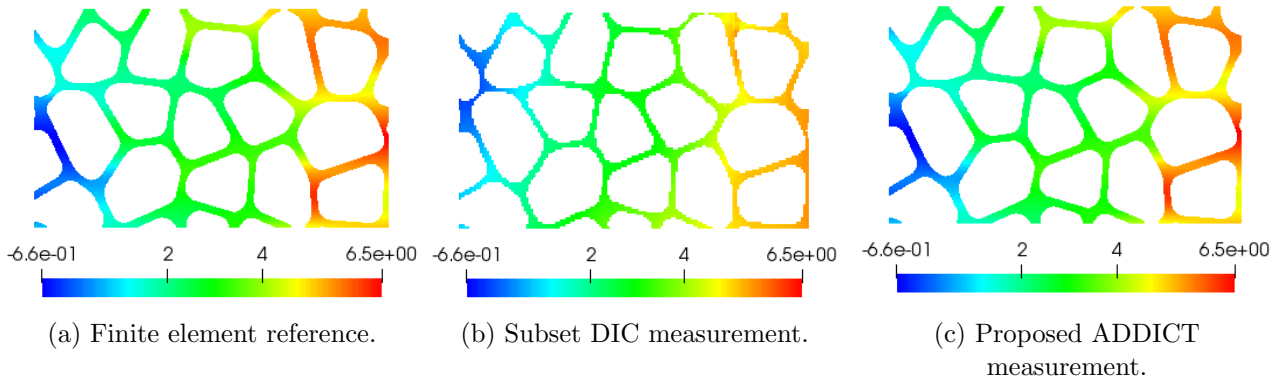 -6.6e-01 2 4 6.5e+00
-6.6e-01 2 4 6.5e+00
-6.6e-01 2 4 6.5e+00
(a) Finite element reference.
(b) Subset DIC measurement.
(c) Proposed ADDICT
measurement.